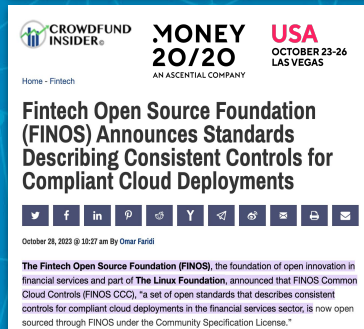 CROWDFUND
INSIDER
MONEY
20/20
AN ASCENTIAL COMPANY
USA
OCTOBER 23-26
LAS VEGAS
Home - Fintech
Fintech Open Source Foundation
(FINOS) Announces Standards
Describing Consistent Controls for
Compliant Cloud Deployments
October 28, 2023 @ 10:27 am By Omar Faridi
The Fintech Open Source Foundation (FINOS), the foundation of open innovation in
financial services and part of The Linux Foundation, announced that FINOS Common
Cloud Controls (FINOS CCC), "a set of open standards that describes consistent
controls for compliant cloud deployments in the financial services sector, is now open
sourced through FINOS under the Community Specification License."